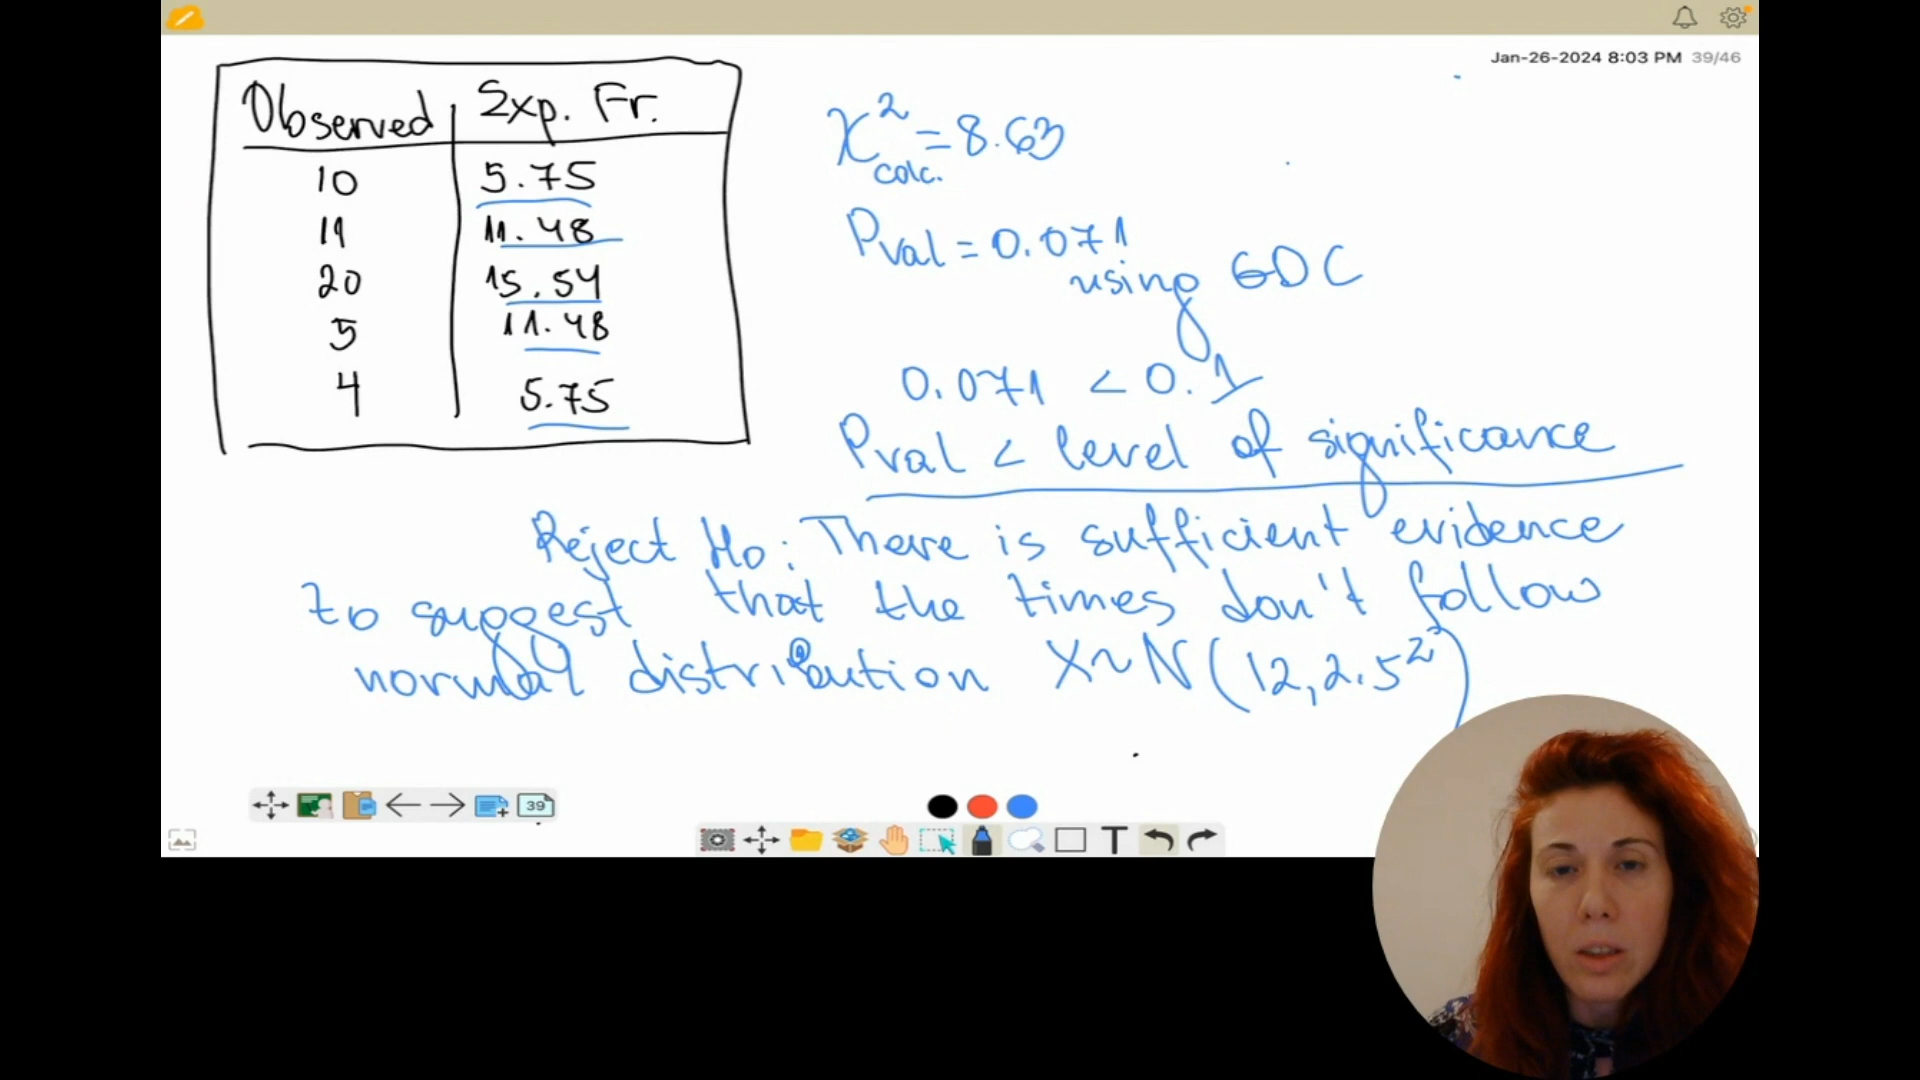 Jan-26-2024 8:03 PM 39/46
Observed Exp. Fr.
10 5.75
11 11.48
20 15.54
5 11.48
4 5.75
χ² calc. = 8.63
Pval = 0.071
using GDC
0.071 < 0.1
Pval < level of significance
Reject Ho: There is sufficient evidence
to suggest that the times don't follow
normal distribution X~N(12,2.5²)
39
T